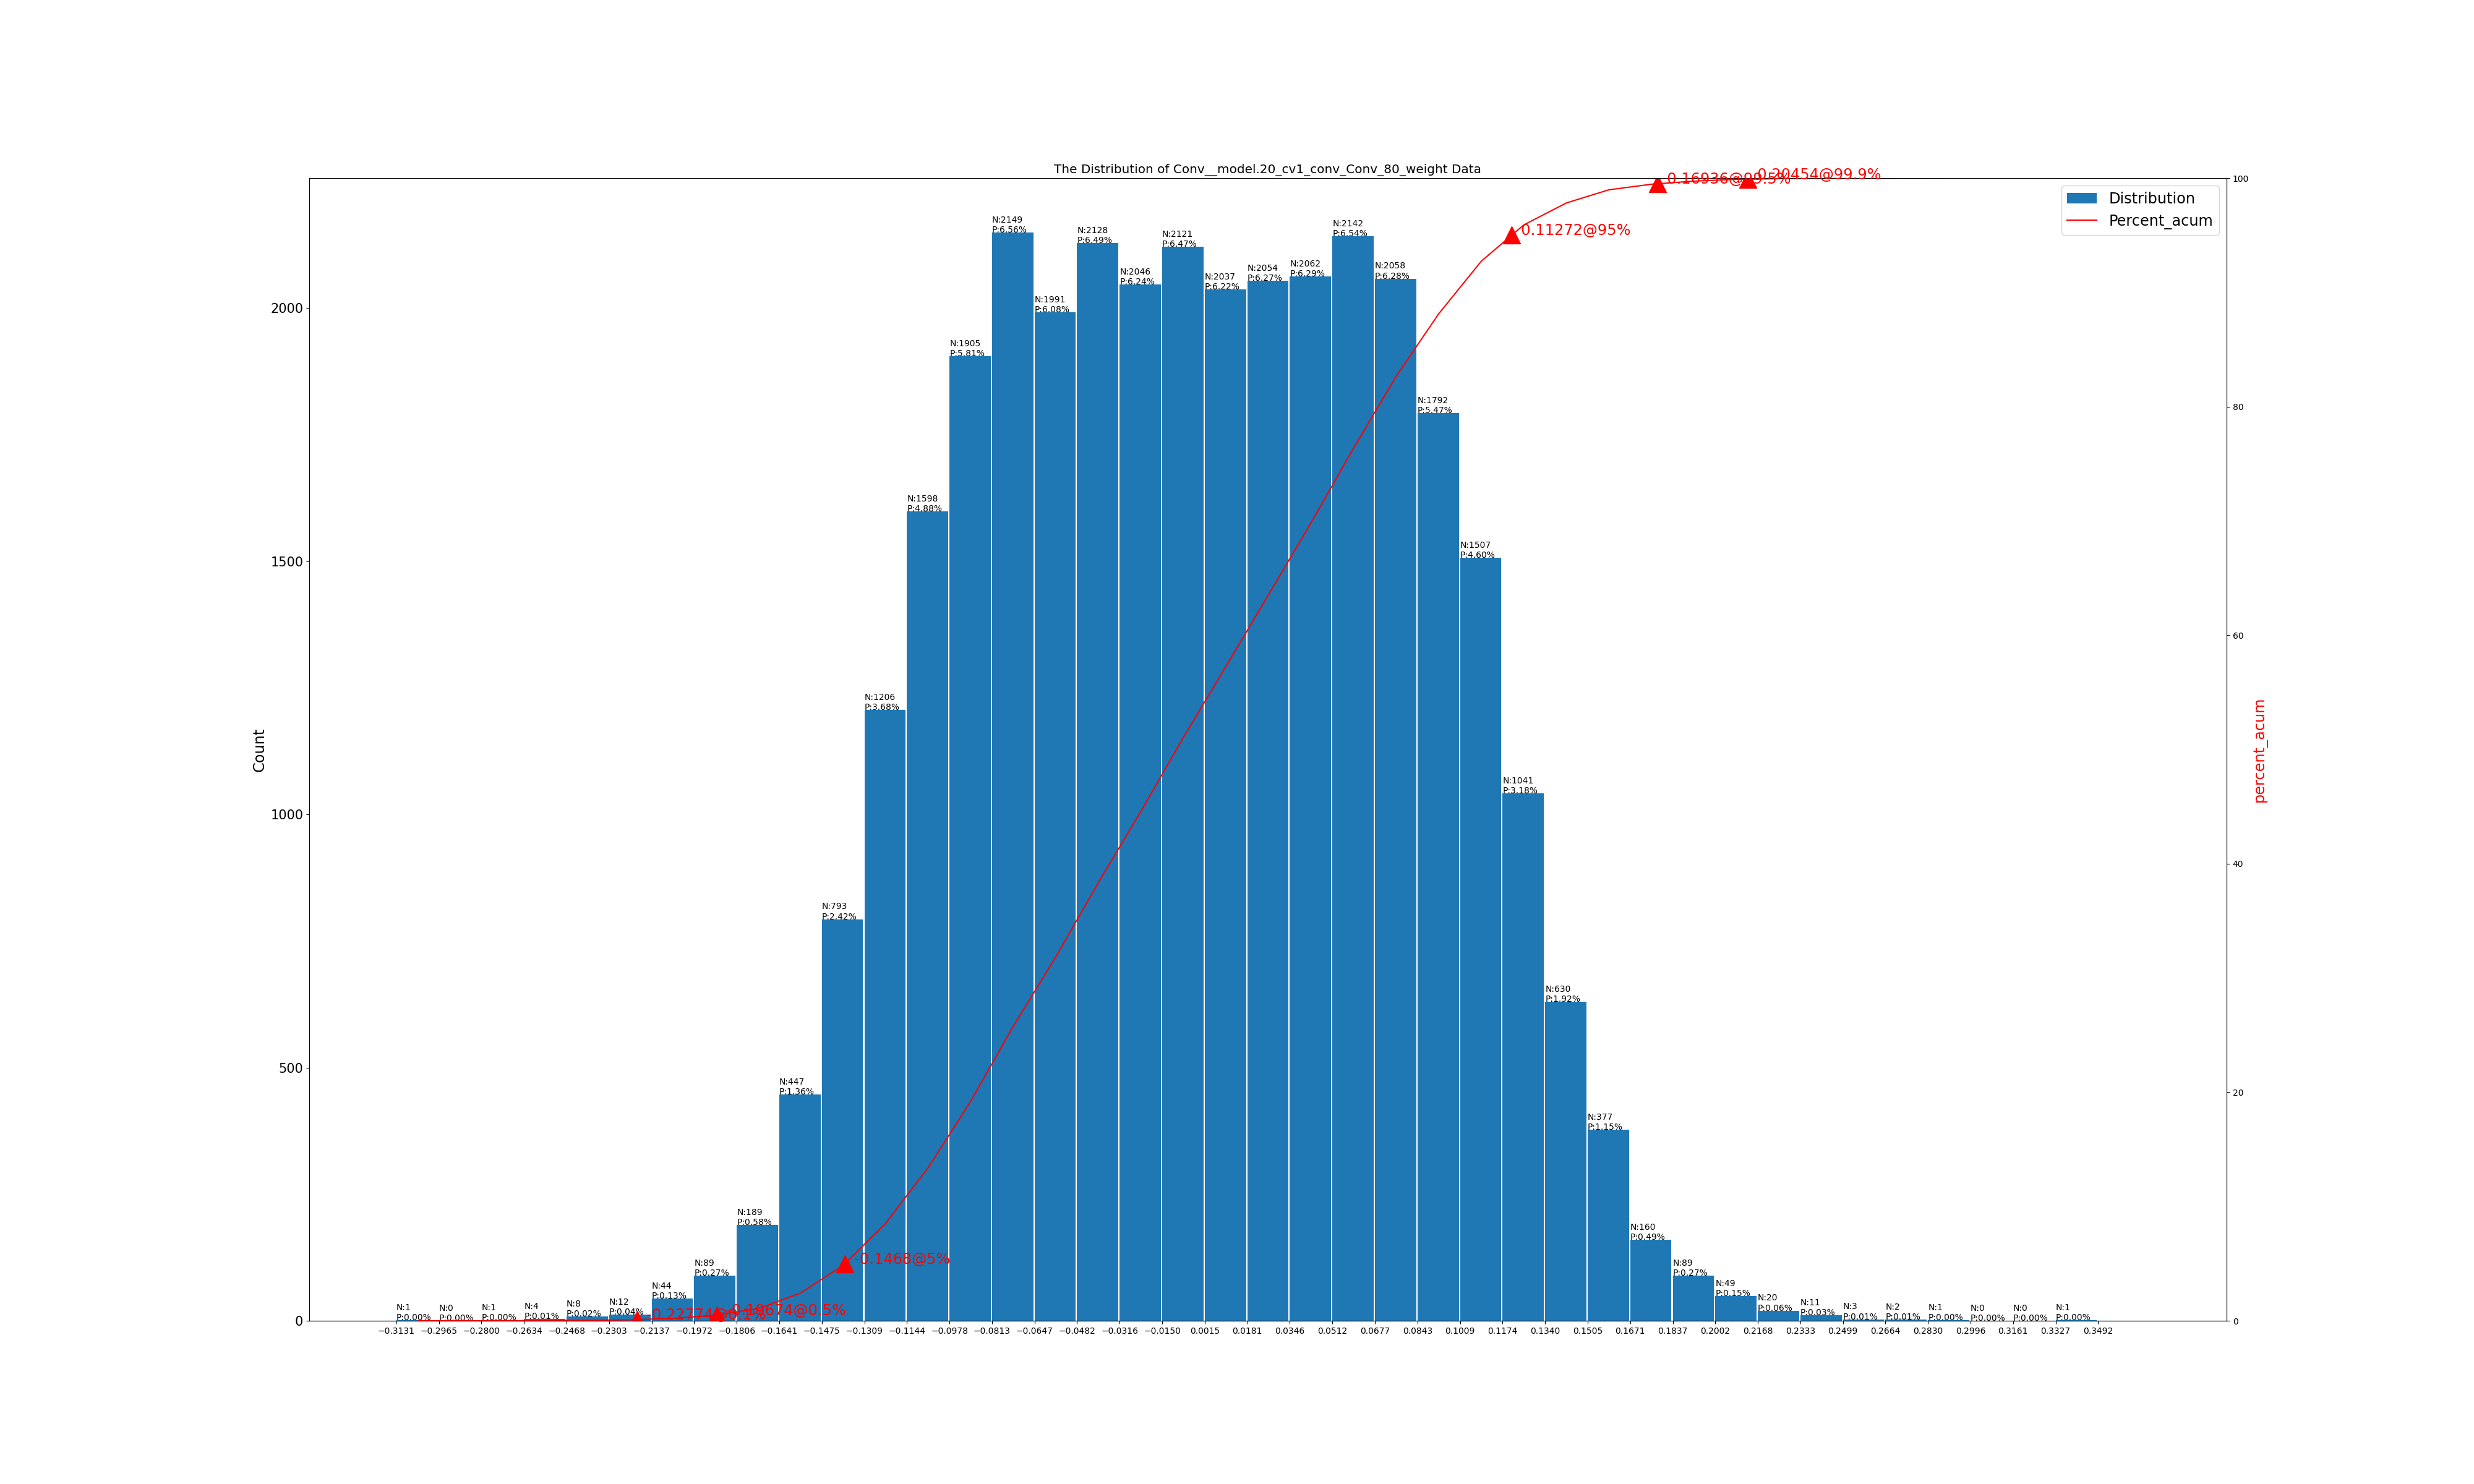 The Distribution of Conv__model.20_cv1_conv_Conv_80_weight Data
Distribution
Percent_acum
Count
percent_acum
2000
1500
1000
500
0
100
80
60
40
20
0
N:1
P:0.00%
N:0
P:0.00%
N:1
P:0.00%
N:4
P:0.01%
N:8
P:0.02%
N:12
P:0.04%
N:44
P:0.13%
N:89
P:0.27%
N:189
P:0.58%
N:447
P:1.36%
N:793
P:2.42%
N:1206
P:3.68%
N:1598
P:4.88%
N:1905
P:5.81%
N:2149
P:6.56%
N:1991
P:6.08%
N:2128
P:6.49%
N:2046
P:6.24%
N:2121
P:6.47%
N:2037
P:6.22%
N:2054
P:6.27%
N:2062
P:6.29%
N:2142
P:6.54%
N:2058
P:6.28%
N:1792
P:5.47%
N:1507
P:4.60%
N:1041
P:3.18%
N:630
P:1.92%
N:377
P:1.15%
N:160
P:0.49%
N:89
P:0.27%
N:49
P:0.15%
N:20
P:0.06%
N:11
P:0.03%
N:3
P:0.01%
N:2
P:0.01%
N:1
P:0.00%
N:0
P:0.00%
N:0
P:0.00%
N:1
P:0.00%
-0.19674@0.5%
-0.1468@5%
0.11272@95%
0.16936@99.5%
0.20454@99.9%
−0.3131 −0.2965 −0.2800 −0.2634 −0.2468 −0.2303 −0.2137 −0.1972 −0.1806 −0.1641 −0.1475 −0.1309 −0.1144 −0.0978 −0.0813 −0.0647 −0.0482 −0.0316 −0.0150 0.0015 0.0181 0.0346 0.0512 0.0677 0.0843 0.1009 0.1174 0.1340 0.1505 0.1671 0.1837 0.2002 0.2168 0.2333 0.2499 0.2664 0.2830 0.2996 0.3161 0.3327 0.3492